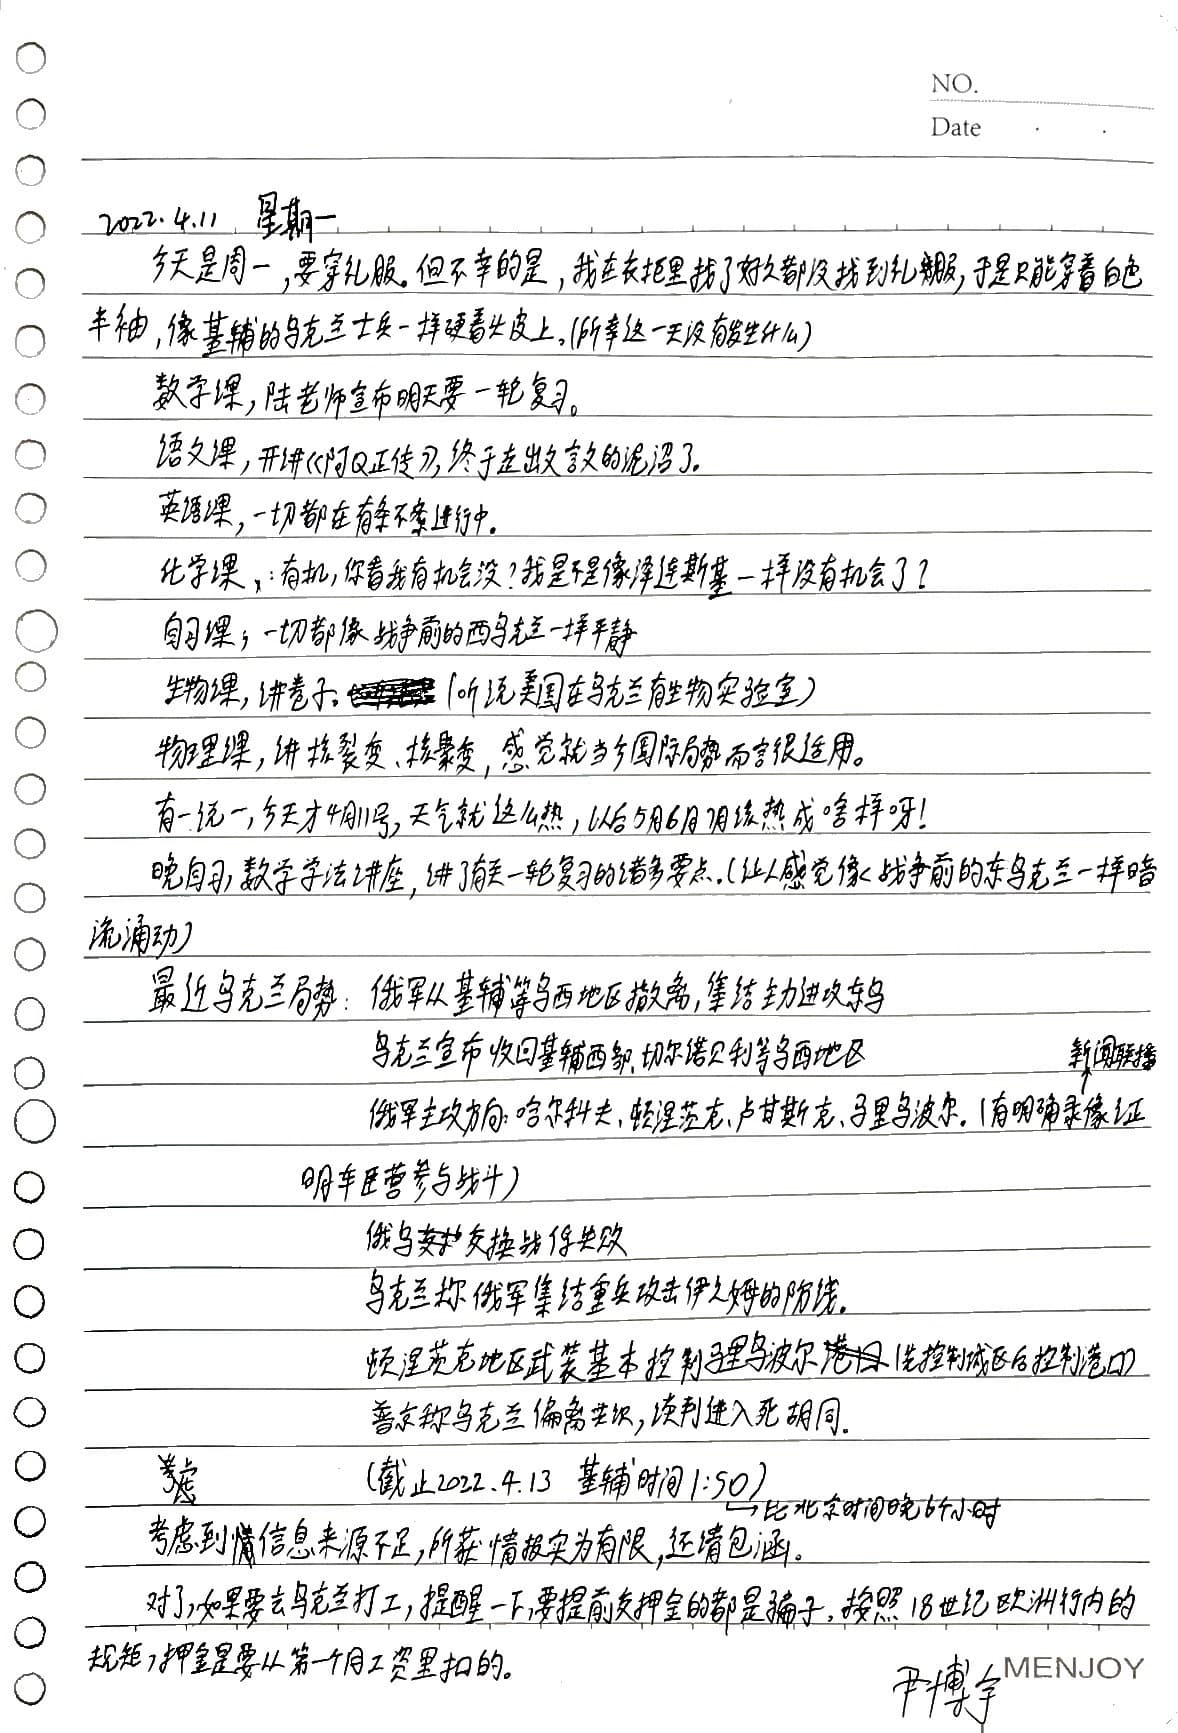 NO.
Date
2022.4.11 星期一
今天是周一,要穿礼服。但不幸的是,我在衣柜里找了好久都没找到礼服,于是只能穿着白色
半袖,像基辅的乌克兰士兵一样硬着头皮上。(所幸这一天没有发生什么)
数学课,陆老师宣布明天要一轮复习。
语文课,开讲《阿Q正传》,终于走出文言文的泥沼了。
英语课,一切都在有条不紊进行中。
化学课:有机,你看我有机会没?我是不是像泽连斯基一样没有机会了?
自习课,一切都像战争前的西乌克兰一样平静
生物课,讲卷子。(听说美国在乌克兰有生物实验室)
物理课,讲核裂变、核聚变,感觉就当今国际局势而言很适用。
有一说一,今天才4月11号,天气就这么热,以后5月6月7月该热成啥样呀!
晚自习,数学学法讲座,讲了有关一轮复习的诸多要点。(让人感觉像战争前的东乌克兰一样暗
流涌动)
最近乌克兰局势:俄军从基辅等乌西地区撤离,集结主力进攻东乌
乌克兰宣布收回基辅西部、切尔诺贝利等乌西地区
新闻联播
俄军主攻方向:哈尔科夫、顿涅茨克、卢甘斯克、马里乌波尔。(有明确录像证
明车臣营参与战斗)
俄乌交换战俘失败
乌克兰称俄军集结重兵攻击伊久姆的防线。
顿涅茨克地区武装基本控制马里乌波尔(先控制城区后控制港口)
普京称乌克兰偏离共识,谈判进入死胡同。
(截止2022.4.13 基辅时间1:50)
比北京时间晚6个小时
考虑到信息来源不足,所获情报实为有限,还请包涵。
对了,如果要去乌克兰打工,提醒一下,要提前交押金的都是骗子,按照18世纪欧洲行内的
规矩,押金是要从第一个月工资里扣的。
尹博宇
MENJOY